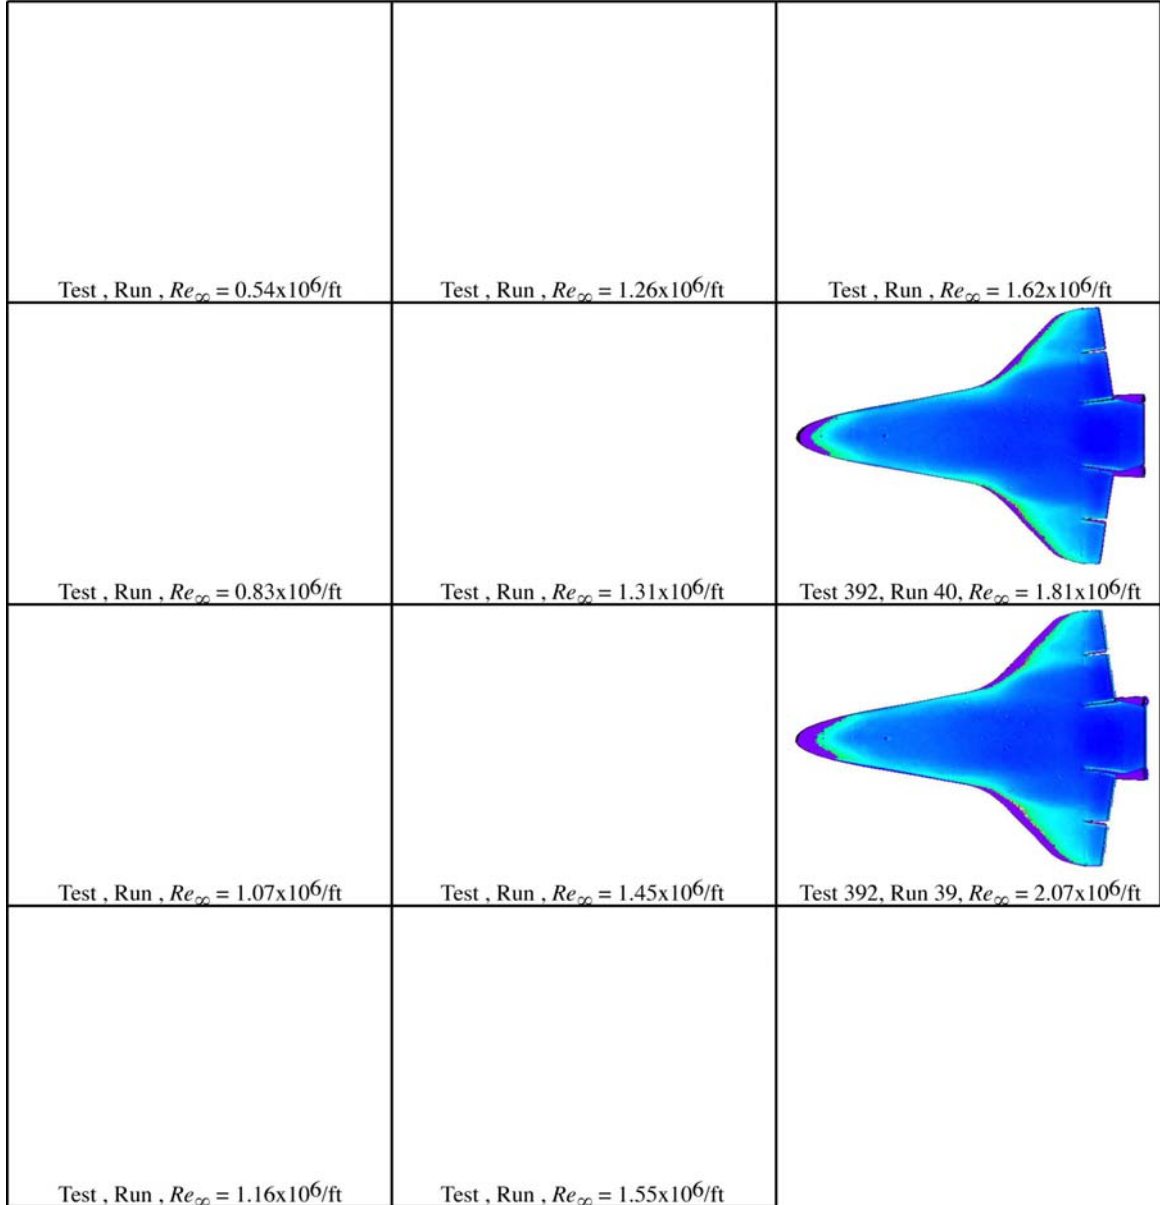 Test , Run , Re∞ = 0.54x10⁶/ft
Test , Run , Re∞ = 1.26x10⁶/ft
Test , Run , Re∞ = 1.62x10⁶/ft
Test , Run , Re∞ = 0.83x10⁶/ft
Test , Run , Re∞ = 1.31x10⁶/ft
Test 392, Run 40, Re∞ = 1.81x10⁶/ft
Test , Run , Re∞ = 1.07x10⁶/ft
Test , Run , Re∞ = 1.45x10⁶/ft
Test 392, Run 39, Re∞ = 2.07x10⁶/ft
Test , Run , Re∞ = 1.16x10⁶/ft
Test , Run , Re∞ = 1.55x10⁶/ft